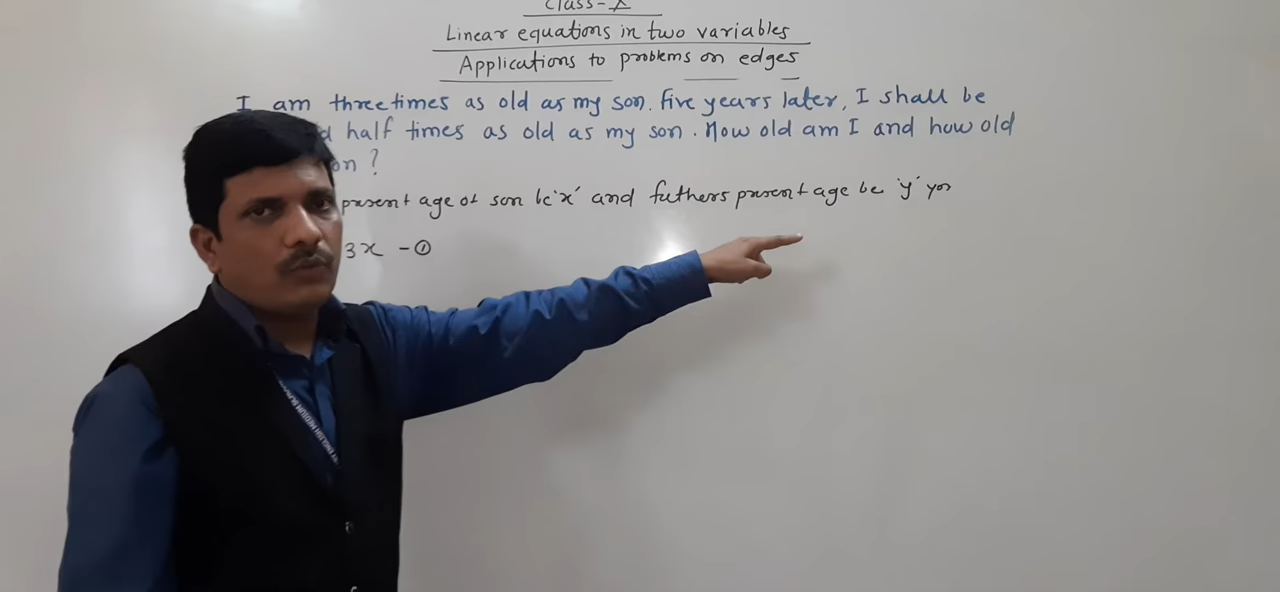 Class-X
Linear equations in two variables
Applications to problems on edges
I am three times as old as my son. Five years later, I shall be
half times as old as my son. How old am I and how old
on ?
present age of son be 'x' and fathers present age be 'y' yrs
3x - ①
ENGLISH MEDIUM